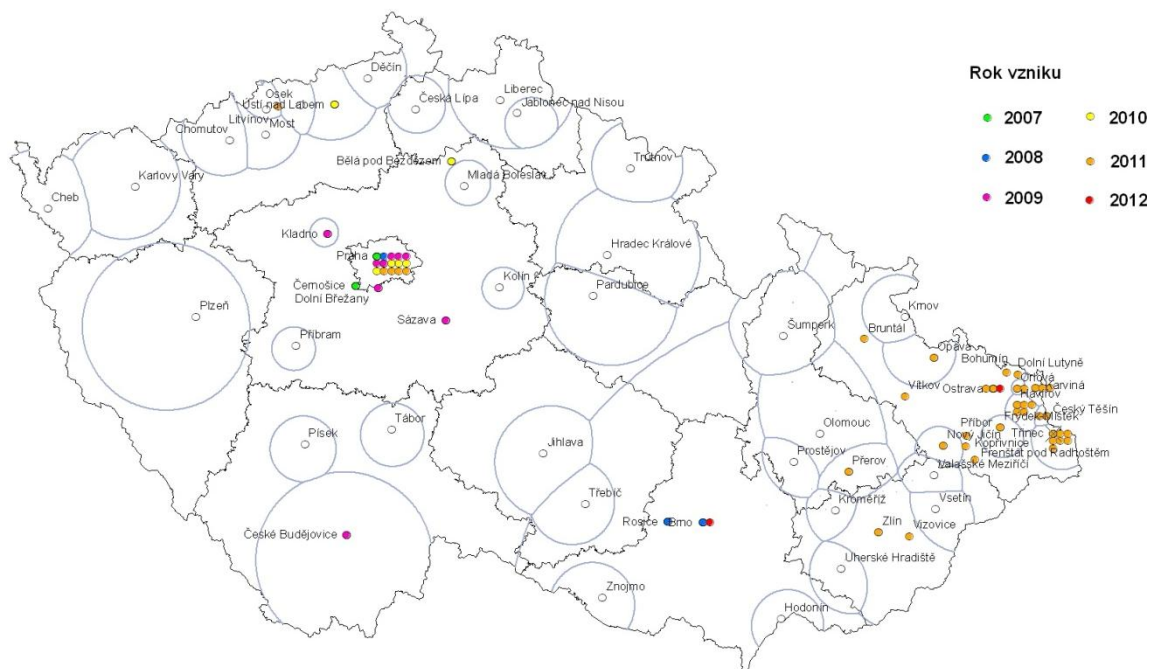 Rok vzniku
2007
2010
2008
2011
2009
2012
Děčín
Osek
Ústí nad Labem
Česká Lípa
Liberec
Jablonec nad Nisou
Litvínov
Chomutov
Most
Bělá pod Bezdězem
Trutnov
Karlovy Vary
Mladá Boleslav
Cheb
Kladno
Hradec Králové
Praha
Kolín
Černošice
Dolní Břežany
Pardubice
Plzeň
Sázava
Krnov
Šumperk
Bruntál
Příbram
Opava
Bohumín
Dolní Lutyně
Orlová
Ostrava
Karviná
Havířov
Vítkov
Český Těšín
Tábor
Písek
Příbor
Frýdek-Místek
Olomouc
Nový Jičín
Třinec
Jihlava
Kopřivnice
Frenštát pod Radhoštěm
Prostějov
Přerov
Valašské Meziříčí
Třebíč
Kroměříž
Vsetín
Rosice
Brno
Zlín
Vizovice
České Budějovice
Uherské Hradiště
Znojmo
Hodonín